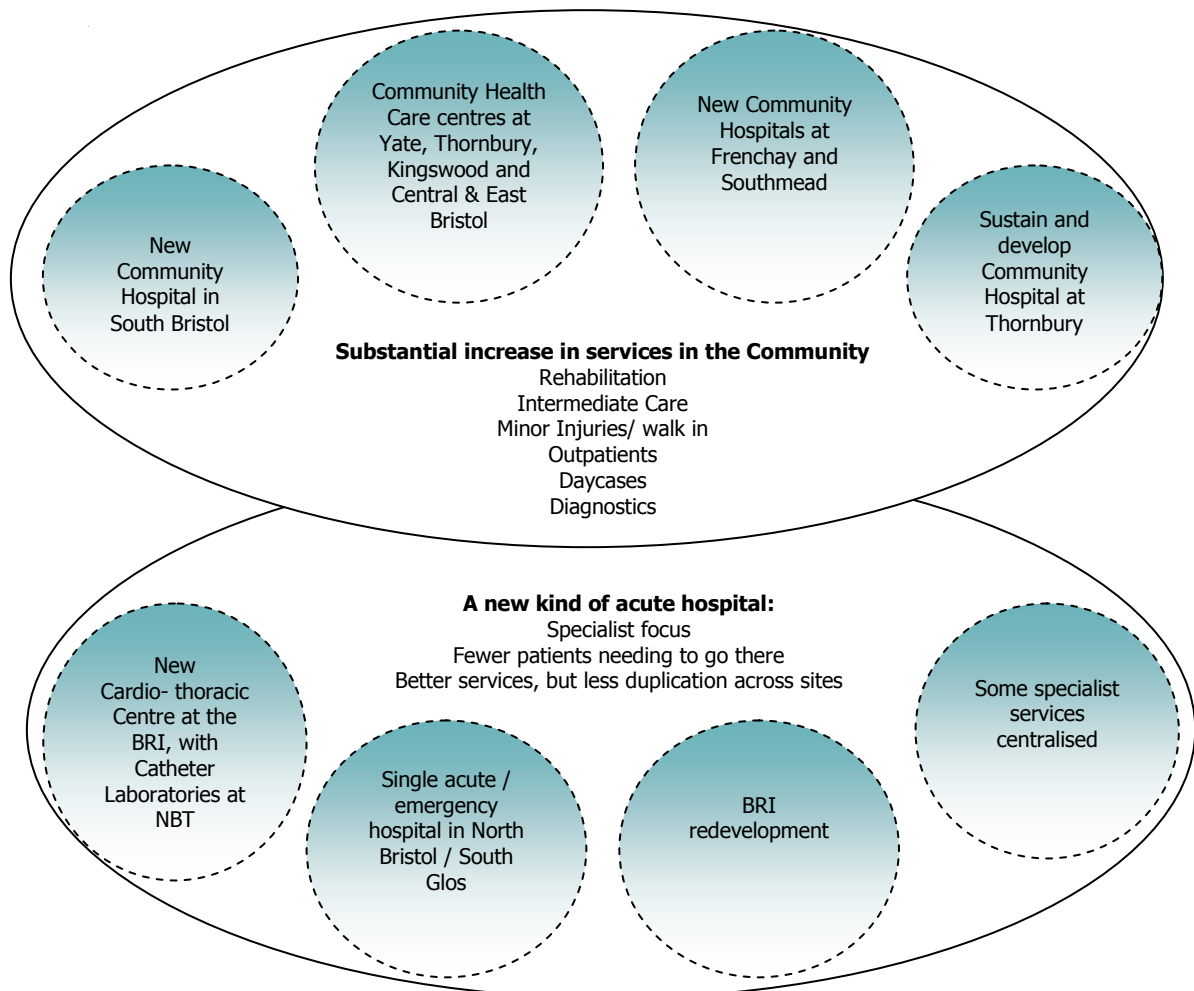 Community Health
Care centres at
Yate, Thornbury,
Kingswood and
Central & East
Bristol
New Community
Hospitals at
Frenchay and
Southmead
New
Community
Hospital in
South Bristol
Sustain and
develop
Community
Hospital at
Thornbury
Substantial increase in services in the Community
Rehabilitation
Intermediate Care
Minor Injuries/ walk in
Outpatients
Daycases
Diagnostics
A new kind of acute hospital:
Specialist focus
Fewer patients needing to go there
Better services, but less duplication across sites
New
Cardio- thoracic
Centre at the
BRI, with
Catheter
Laboratories at
NBT
Single acute /
emergency
hospital in North
Bristol / South
Glos
BRI
redevelopment
Some specialist
services
centralised